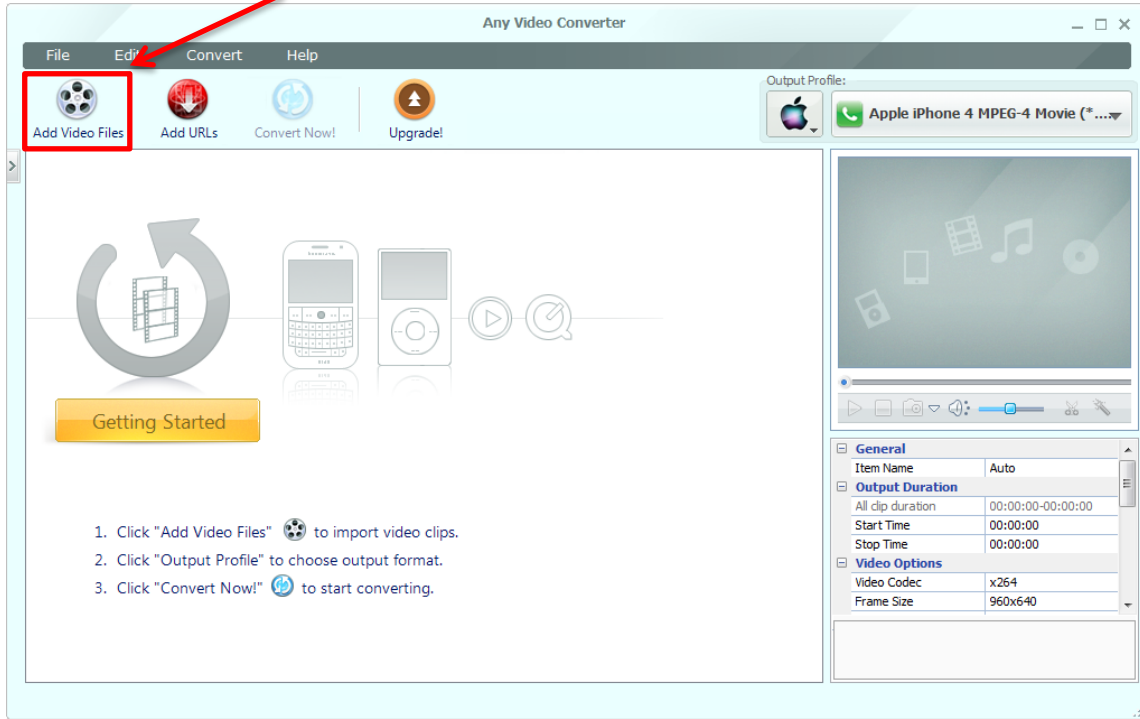 Any Video Converter
File Edit Convert Help
Output Profile:
Add Video Files Add URLs Convert Now! Upgrade!
Apple iPhone 4 MPEG-4 Movie (*....
Getting Started
1. Click "Add Video Files" to import video clips.
2. Click "Output Profile" to choose output format.
3. Click "Convert Now!" to start converting.
General
Item Name Auto
Output Duration
All clip duration 00:00:00-00:00:00
Start Time 00:00:00
Stop Time 00:00:00
Video Options
Video Codec x264
Frame Size 960x640